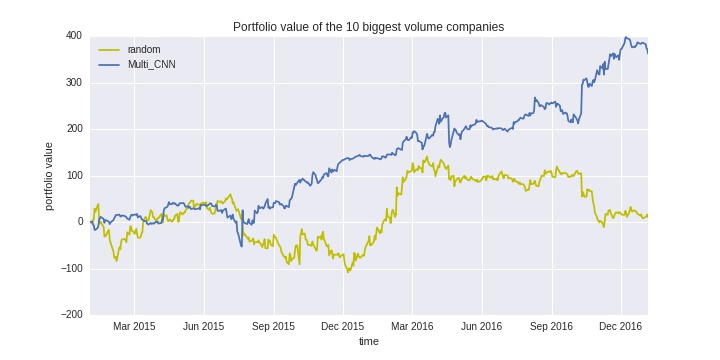 Portfolio value of the 10 biggest volume companies
400
300
200
100
0
−100
−200
random
Multi_CNN
portfolio value
Mar 2015 Jun 2015 Sep 2015 Dec 2015 Mar 2016 Jun 2016 Sep 2016 Dec 2016
time